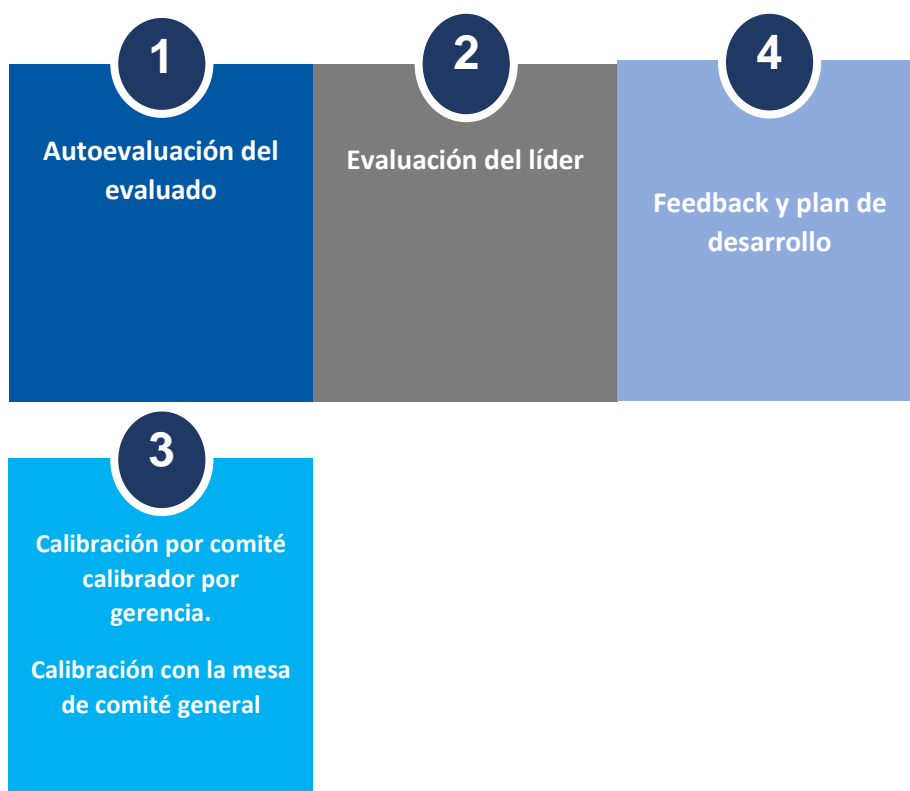 1
Autoevaluación del
evaluado
2
Evaluación del líder
4
Feedback y plan de
desarrollo
3
Calibración por comité
calibrador por
gerencia.
Calibración con la mesa
de comité general